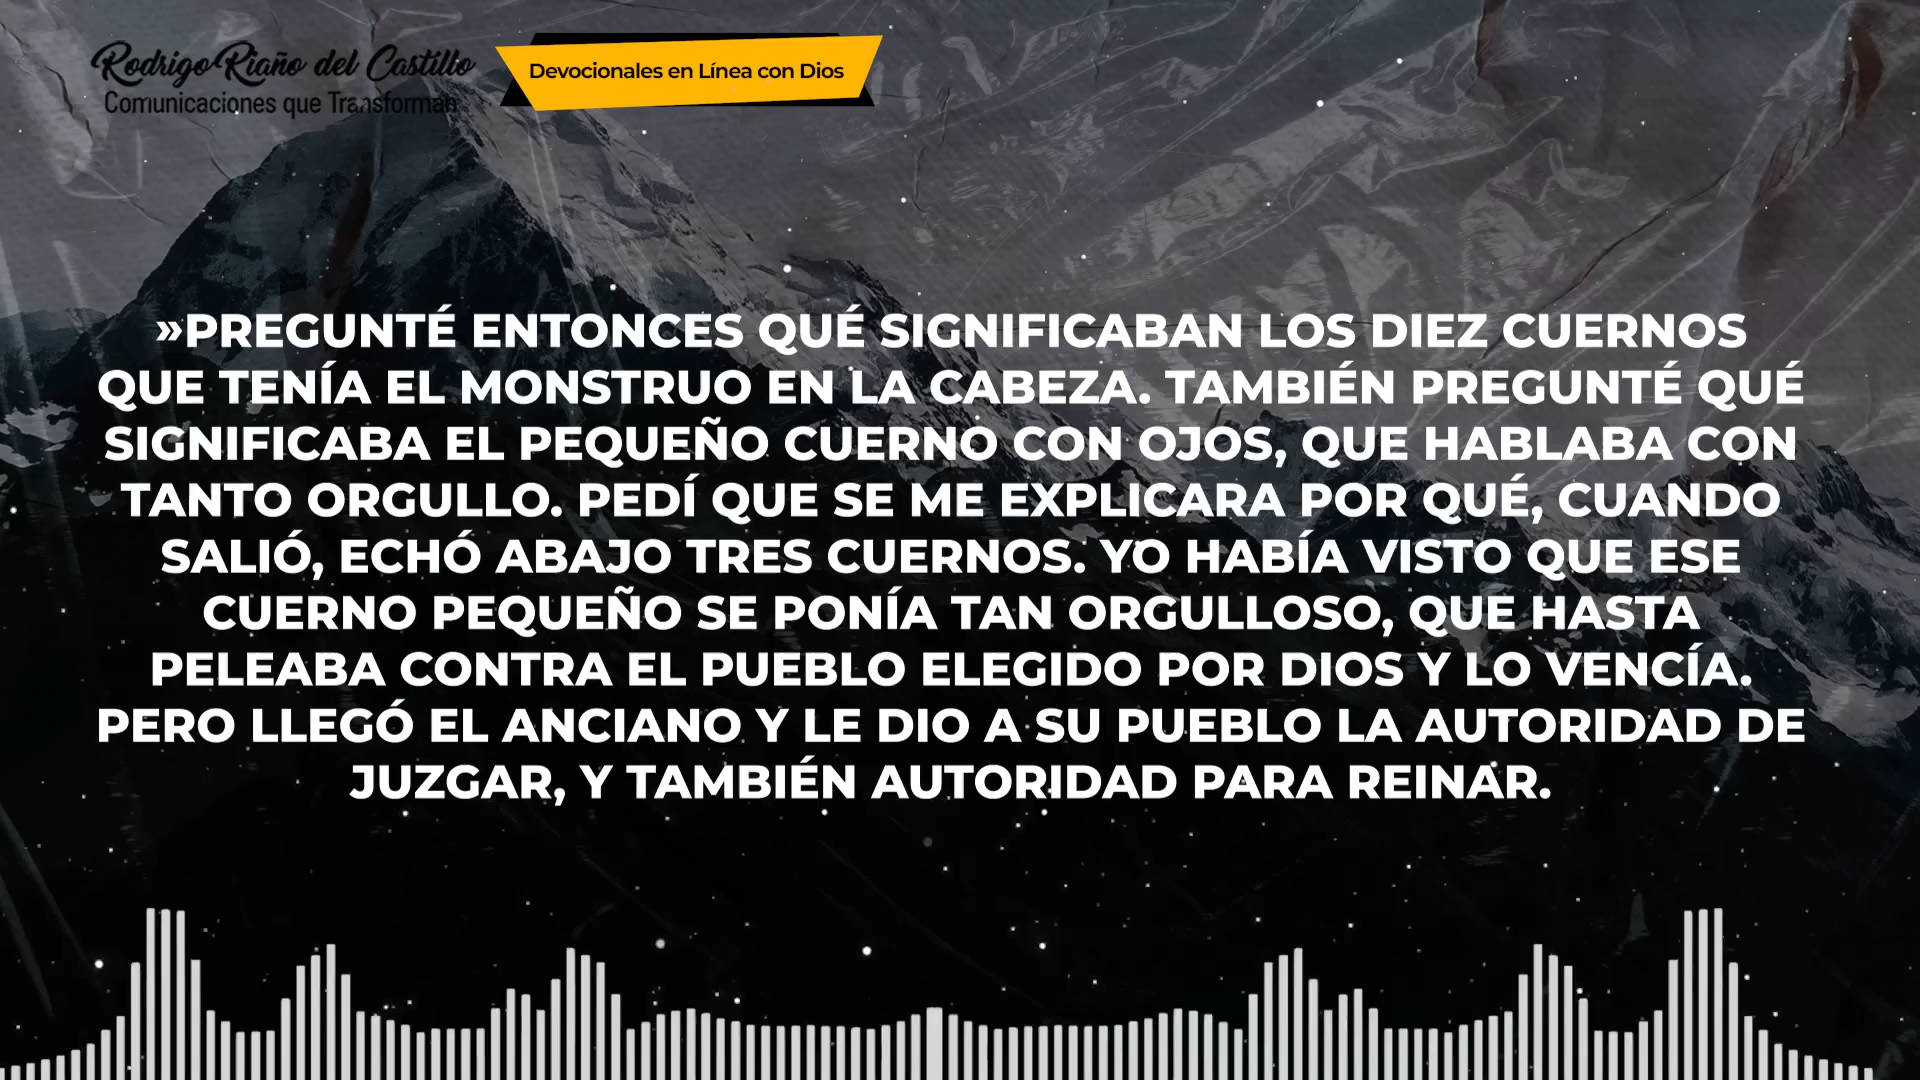 Rodrigo Riaño del Castillo
Comunicaciones que Transforman
Devocionales en Línea con Dios
»PREGUNTÉ ENTONCES QUÉ SIGNIFICABAN LOS DIEZ CUERNOS
QUE TENÍA EL MONSTRUO EN LA CABEZA. TAMBIÉN PREGUNTÉ QUÉ
SIGNIFICABA EL PEQUEÑO CUERNO CON OJOS, QUE HABLABA CON
TANTO ORGULLO. PEDÍ QUE SE ME EXPLICARA POR QUÉ, CUANDO
SALIÓ, ECHÓ ABAJO TRES CUERNOS. YO HABÍA VISTO QUE ESE
CUERNO PEQUEÑO SE PONÍA TAN ORGULLOSO, QUE HASTA
PELEABA CONTRA EL PUEBLO ELEGIDO POR DIOS Y LO VENCÍA.
PERO LLEGÓ EL ANCIANO Y LE DIO A SU PUEBLO LA AUTORIDAD DE
JUZGAR, Y TAMBIÉN AUTORIDAD PARA REINAR.